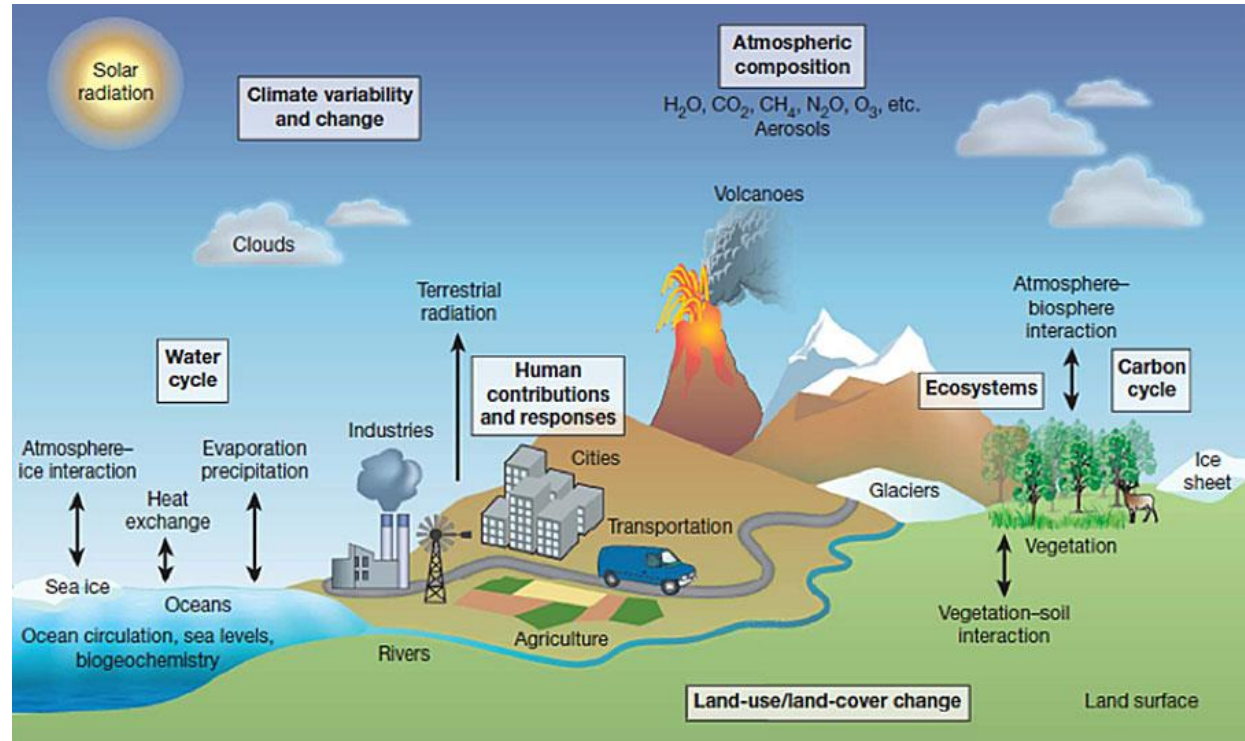 Solar
radiation
Climate variability
and change
Atmospheric
composition
H₂O, CO₂, CH₄, N₂O, O₃, etc.
Aerosols
Volcanoes
Clouds
Terrestrial
radiation
Atmosphere–
biosphere
interaction
Water
cycle
Human
contributions
and responses
Ecosystems
Carbon
cycle
Industries
Atmosphere–
ice interaction
Evaporation
precipitation
Heat
exchange
Cities
Glaciers
Ice
sheet
Transportation
Vegetation
Sea ice
Oceans
Ocean circulation, sea levels,
biogeochemistry
Rivers
Agriculture
Vegetation–soil
interaction
Land-use/land-cover change
Land surface